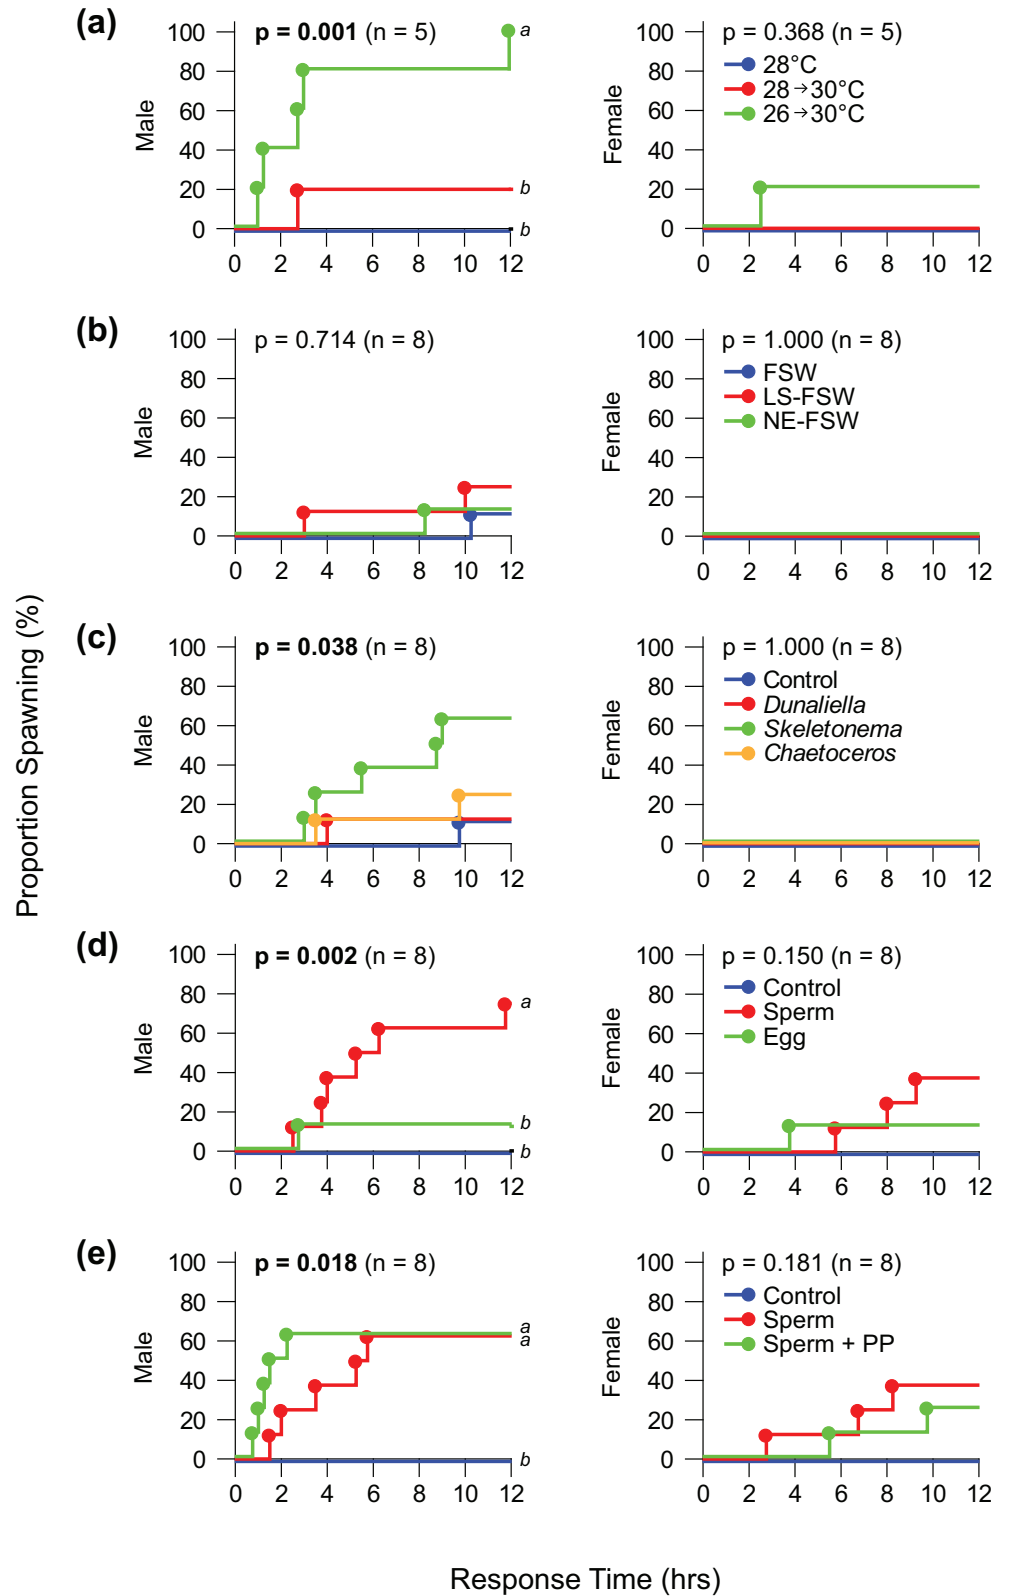 Proportion Spawning (%)
(a)
Male
100
80
60
40
20
0
p = 0.001 (n = 5)
a
b
b
0 2 4 6 8 10 12
Female
100
80
60
40
20
0
p = 0.368 (n = 5)
28°C
28→30°C
26→30°C
0 2 4 6 8 10 12
(b)
Male
100
80
60
40
20
0
p = 0.714 (n = 8)
0 2 4 6 8 10 12
Female
100
80
60
40
20
0
p = 1.000 (n = 8)
FSW
LS-FSW
NE-FSW
0 2 4 6 8 10 12
(c)
Male
100
80
60
40
20
0
p = 0.038 (n = 8)
0 2 4 6 8 10 12
Female
100
80
60
40
20
0
p = 1.000 (n = 8)
Control
Dunaliella
Skeletonema
Chaetoceros
0 2 4 6 8 10 12
(d)
Male
100
80
60
40
20
0
p = 0.002 (n = 8)
a
b
b
0 2 4 6 8 10 12
Female
100
80
60
40
20
0
p = 0.150 (n = 8)
Control
Sperm
Egg
0 2 4 6 8 10 12
(e)
Male
100
80
60
40
20
0
p = 0.018 (n = 8)
a
a
b
0 2 4 6 8 10 12
Female
100
80
60
40
20
0
p = 0.181 (n = 8)
Control
Sperm
Sperm + PP
0 2 4 6 8 10 12
Response Time (hrs)